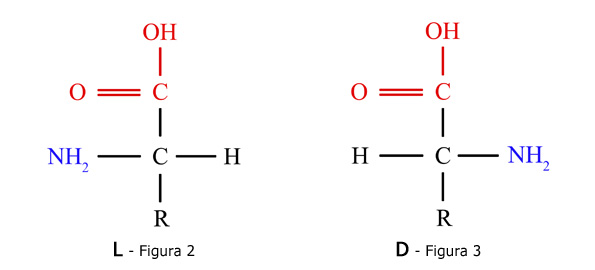 OH OH
O C O C
NH2 C H H C NH2
R R
L - Figura 2 D - Figura 3